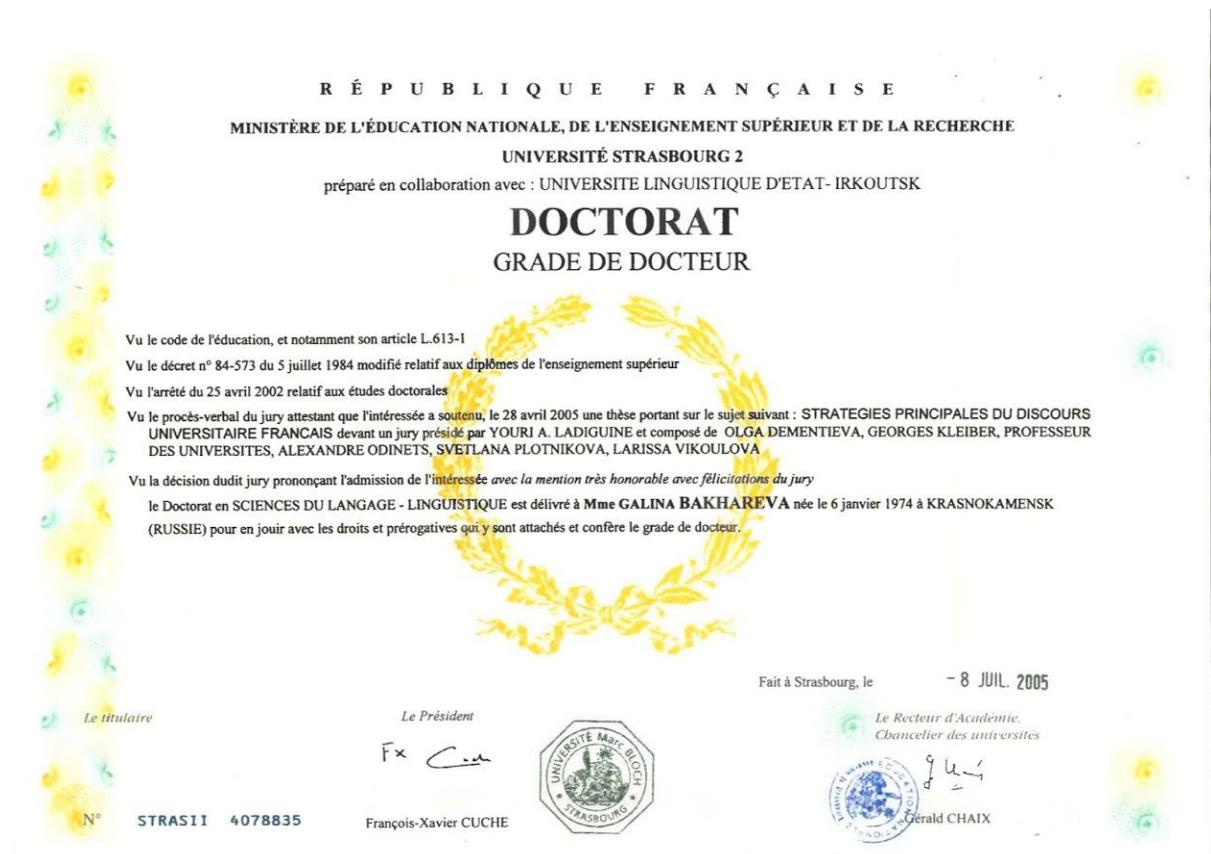 RÉPUBLIQUE FRANÇAISE
MINISTÈRE DE L'ÉDUCATION NATIONALE, DE L'ENSEIGNEMENT SUPÉRIEUR ET DE LA RECHERCHE
UNIVERSITÉ STRASBOURG 2
préparé en collaboration avec : UNIVERSITE LINGUISTIQUE D'ETAT- IRKOUTSK
DOCTORAT
GRADE DE DOCTEUR
Vu le code de l'éducation, et notamment son article L.613-1
Vu le décret n° 84-573 du 5 juillet 1984 modifié relatif aux diplômes de l'enseignement supérieur
Vu l'arrêté du 25 avril 2002 relatif aux études doctorales
Vu le procès-verbal du jury attestant que l'intéressée a soutenu, le 28 avril 2005 une thèse portant sur le sujet suivant : STRATEGIES PRINCIPALES DU DISCOURS
UNIVERSITAIRE FRANCAIS devant un jury présidé par YOURI A. LADIGUINE et composé de OLGA DEMENTIEVA, GEORGES KLEIBER, PROFESSEUR
DES UNIVERSITES, ALEXANDRE ODINETS, SVETLANA PLOTNIKOVA, LARISSA VIKOULOVA
Vu la décision dudit jury prononçant l'admission de l'intéressée avec la mention très honorable avec félicitations du jury
le Doctorat en SCIENCES DU LANGAGE - LINGUISTIQUE est délivré à Mme GALINA BAKHAREVA née le 6 janvier 1974 à KRASNOKAMENSK
(RUSSIE) pour en jouir avec les droits et prérogatives qui y sont attachés et confère le grade de docteur.
Fait à Strasbourg, le - 8 JUIL. 2005
Le titulaire
Le Président
Le Recteur d'Académie,
Chancelier des universités
UNIVERSITÉ Marc BLOCH
* STRASBOURG *
N° STRASII 4078835
François-Xavier CUCHE
Gérald CHAIX